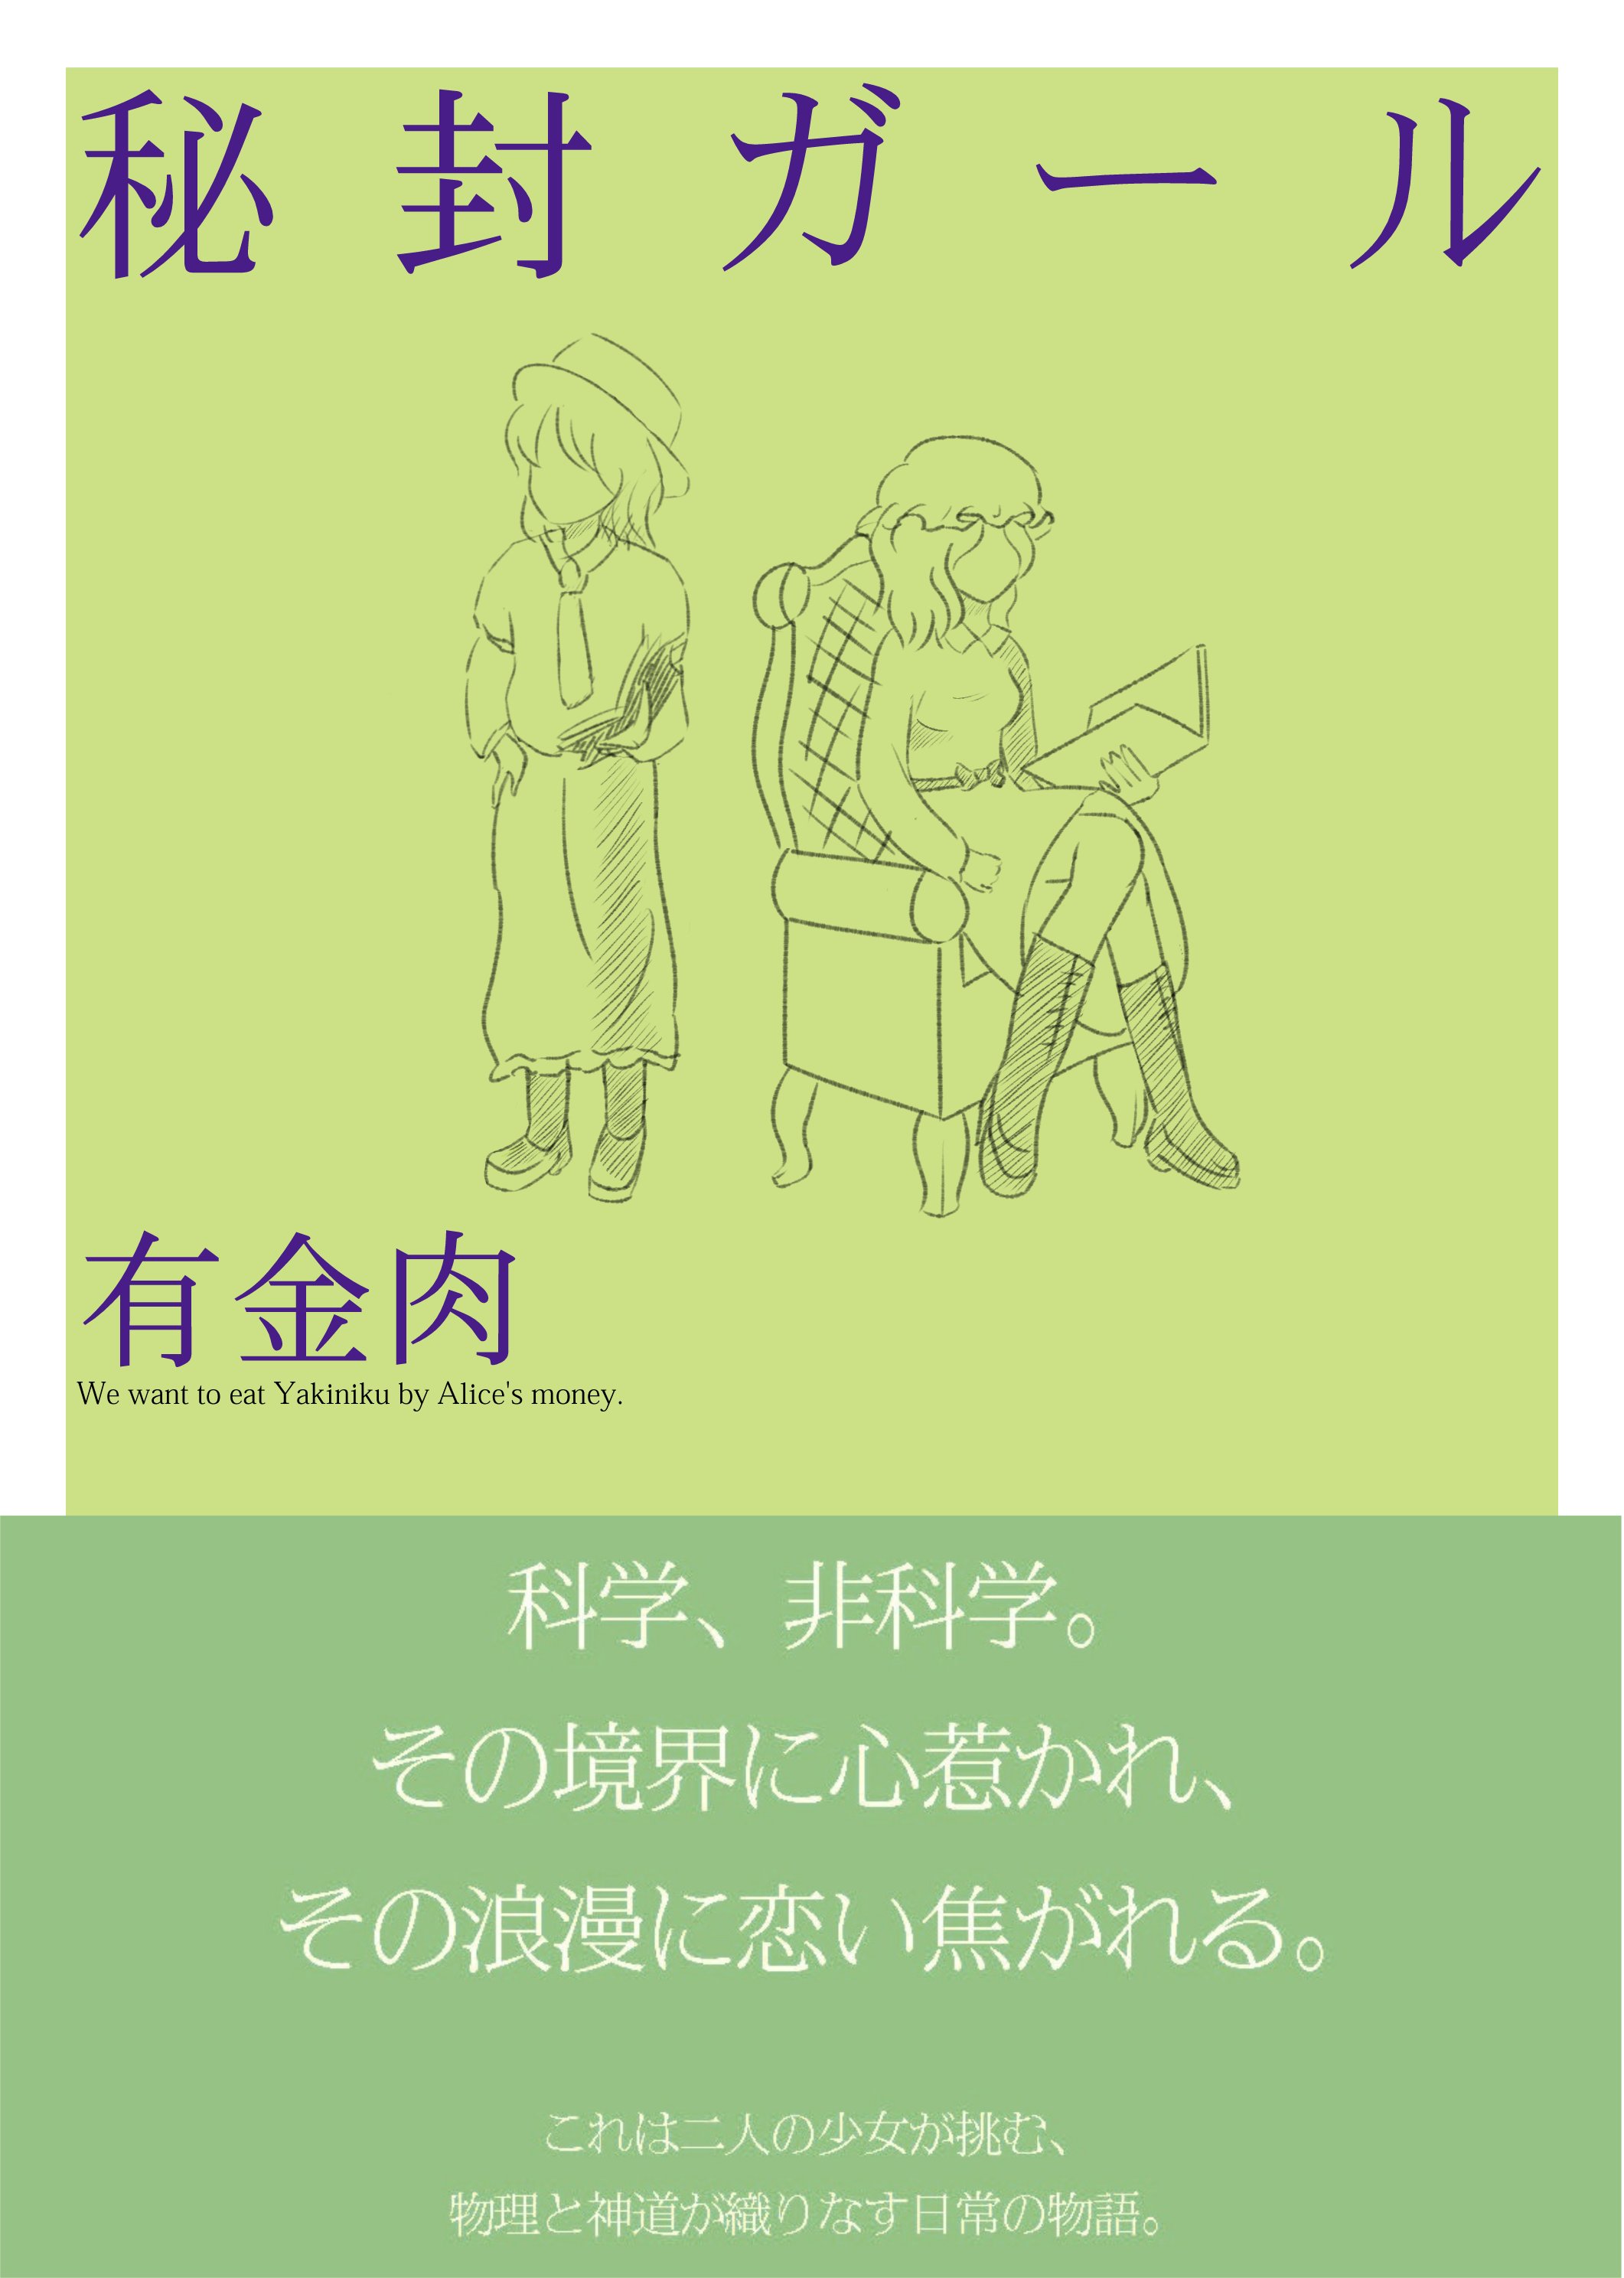 秘封ガール
有金肉
We want to eat Yakiniku by Alice's money.
科学、非科学。
その境界に心惹かれ、
その浪漫に恋い焦がれる。
これは二人の少女が挑む、
物理と神道が織りなす日常の物語。